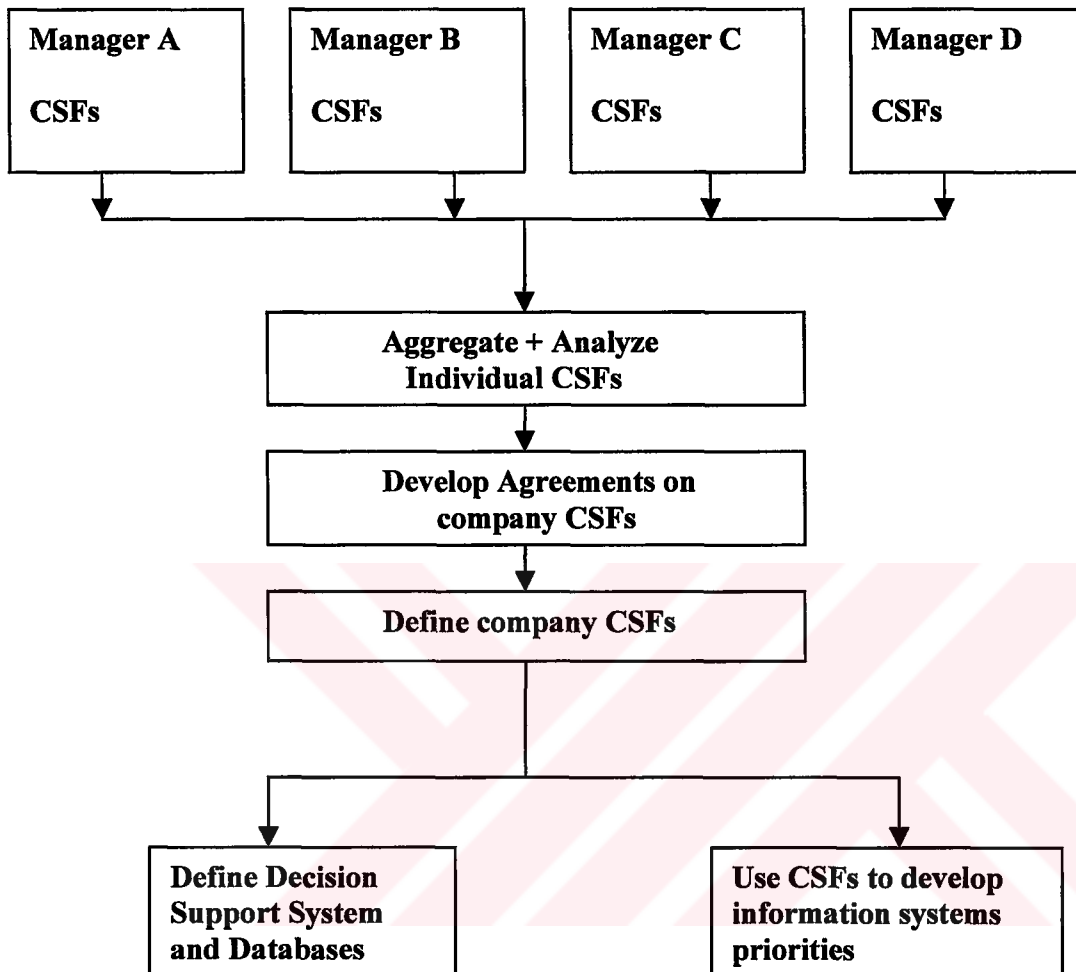 Manager A
CSFs
Manager B
CSFs
Manager C
CSFs
Manager D
CSFs
Aggregate + Analyze
Individual CSFs
Develop Agreements on
company CSFs
Define company CSFs
Define Decision
Support System
and Databases
Use CSFs to develop
information systems
priorities